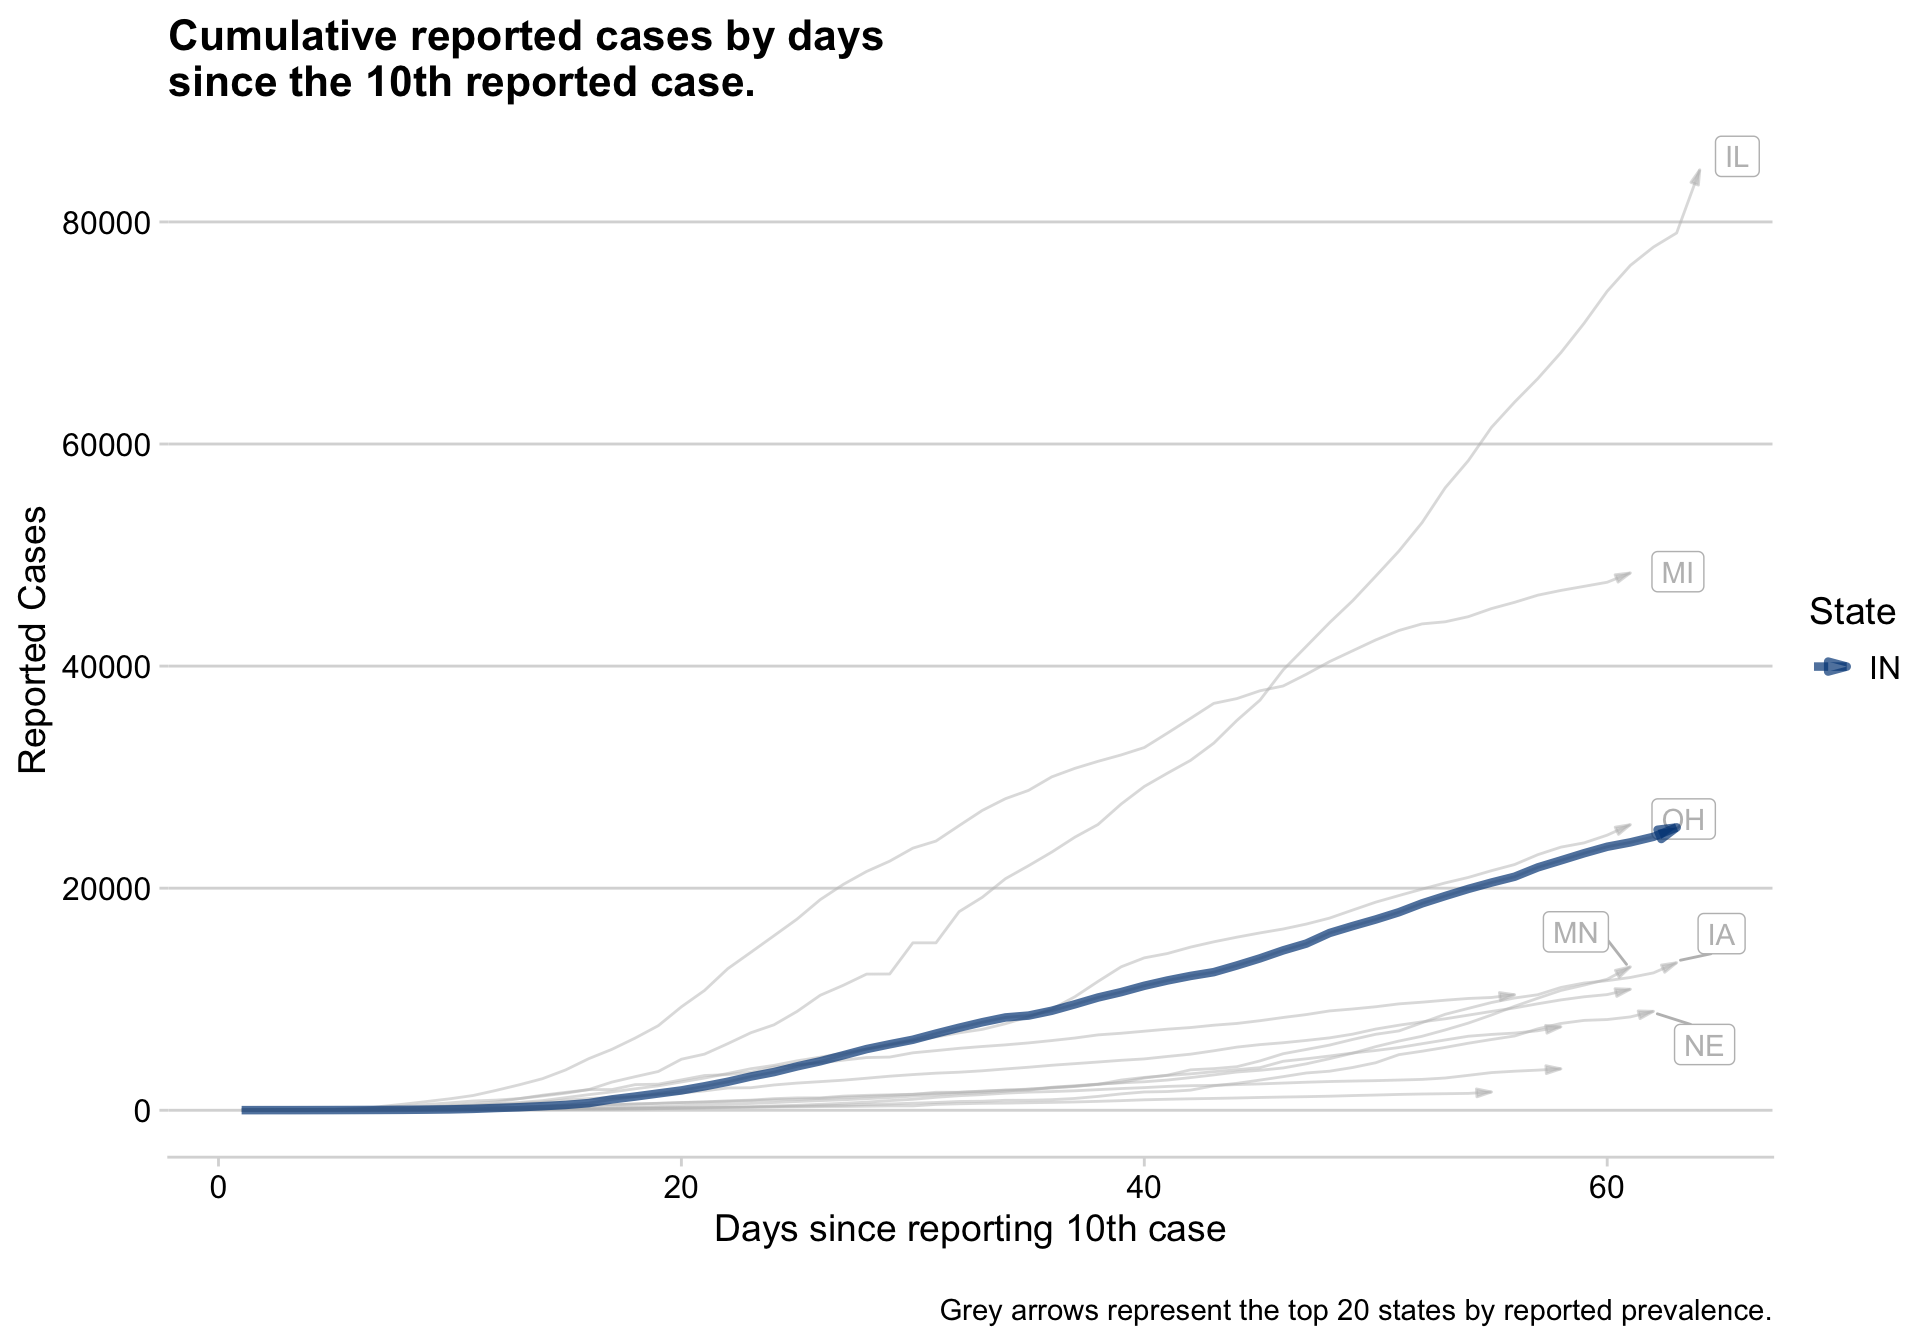 Cumulative reported cases by days
since the 10th reported case.
IL
80000
60000
MI
State
IN
40000
Reported Cases
OH
20000
MN
IA
NE
0
0
20
40
60
Days since reporting 10th case
Grey arrows represent the top 20 states by reported prevalence.